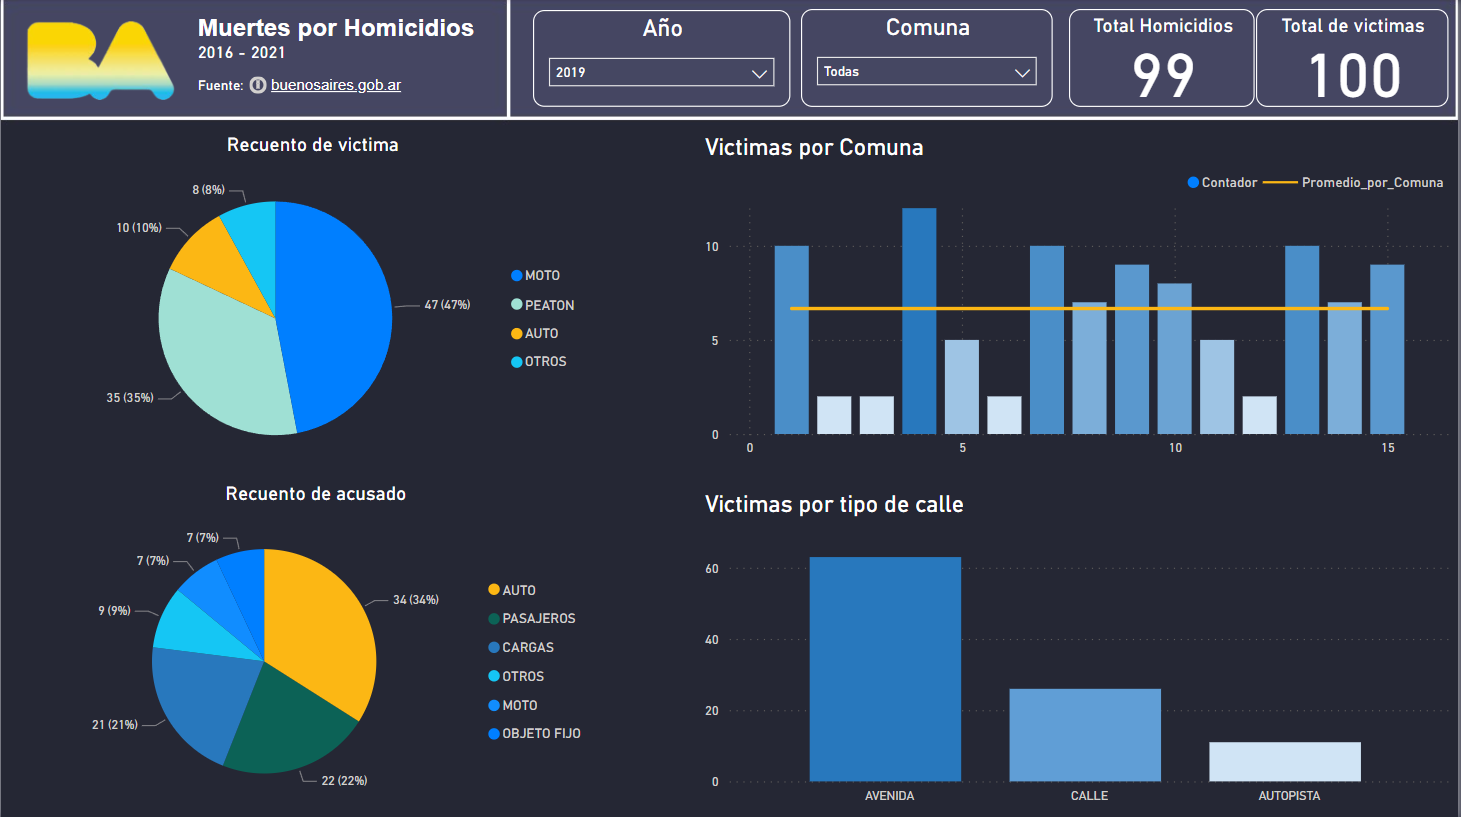 BA
Muertes por Homicidios
2016 - 2021
Fuente: buenosaires.gob.ar
Año
2019
Comuna
Todas
Total Homicidios
99
Total de victimas
100
Recuento de victima
8 (8%)
10 (10%)
47 (47%)
35 (35%)
MOTO
PEATON
AUTO
OTROS
Victimas por Comuna
Contador
Promedio_por_Comuna
10
5
0
0
5
10
15
Recuento de acusado
7 (7%)
7 (7%)
9 (9%)
34 (34%)
21 (21%)
22 (22%)
AUTO
PASAJEROS
CARGAS
OTROS
MOTO
OBJETO FIJO
Victimas por tipo de calle
60
40
20
0
AVENIDA
CALLE
AUTOPISTA